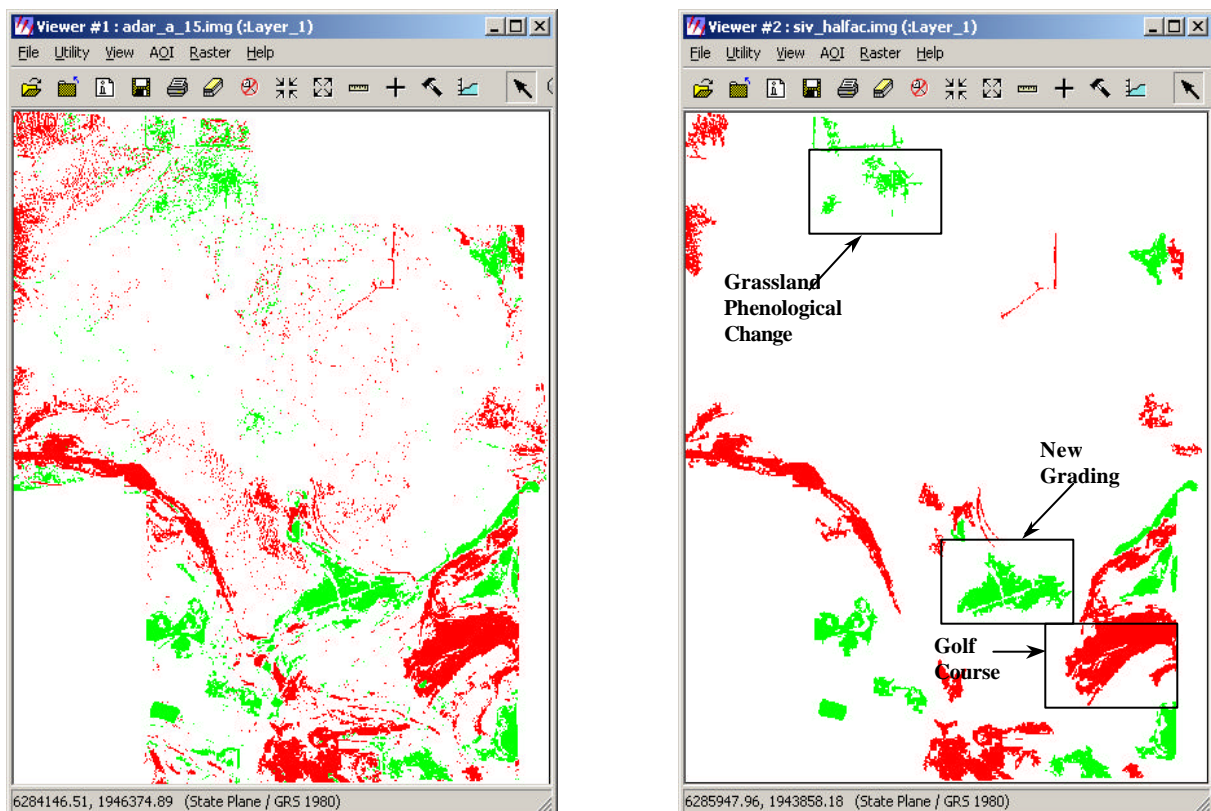 Viewer #1 : adar_a_15.img (:Layer_1)
File Utility View AOI Raster Help
6284146.51, 1946374.89 (State Plane / GRS 1980)
Viewer #2 : siv_halfac.img (:Layer_1)
File Utility View AOI Raster Help
Grassland
Phenological
Change
New
Grading
Golf
Course
6285947.96, 1943858.18 (State Plane / GRS 1980)